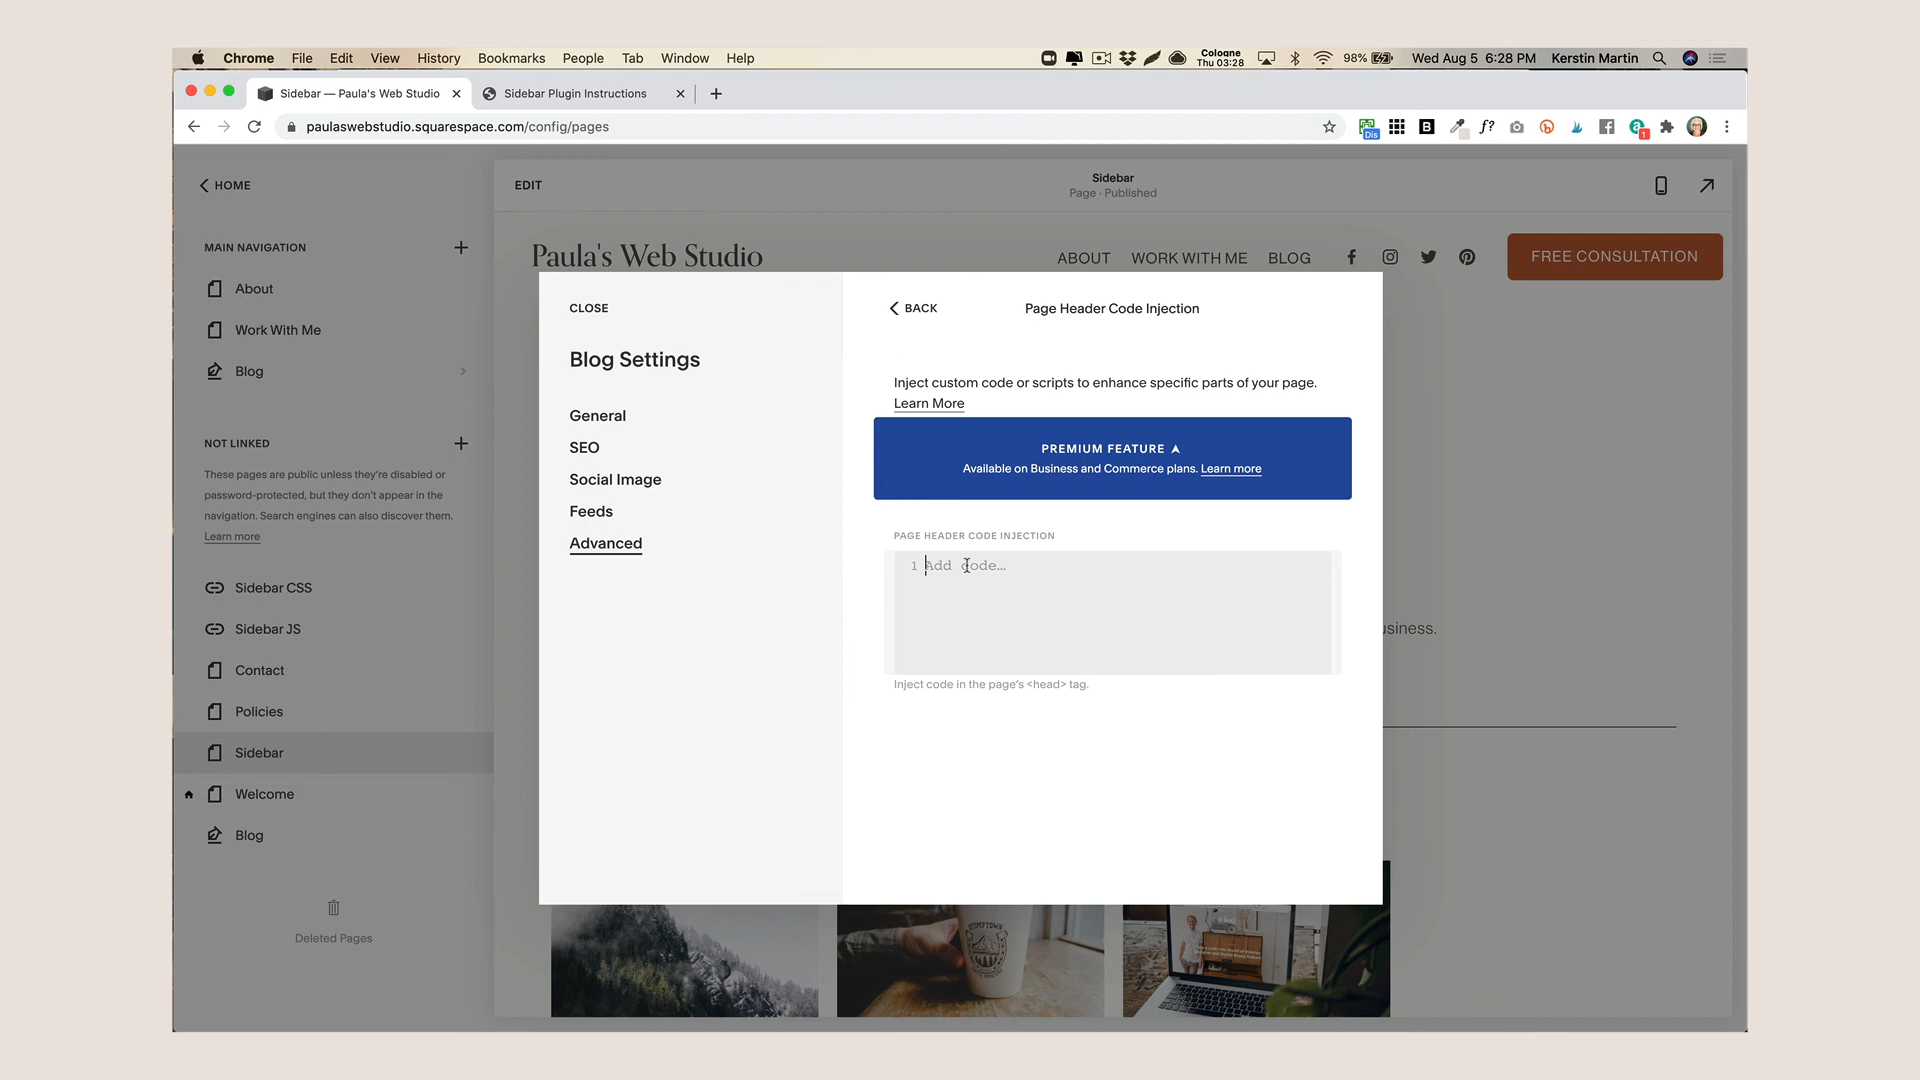 Chrome File Edit View History Bookmarks People Tab Window Help
Cologne
Thu 03:28
98%
Wed Aug 5 6:28 PM Kerstin Martin
Sidebar — Paula's Web Studio
Sidebar Plugin Instructions
paulaswebstudio.squarespace.com/config/pages
Dis
B
f?
1
HOME
EDIT
Sidebar
Page - Published
MAIN NAVIGATION
About
Work With Me
Blog
NOT LINKED
These pages are public unless they're disabled or
password-protected, but they don't appear in the
navigation. Search engines can also discover them.
Learn more
Sidebar CSS
Sidebar JS
Contact
Policies
Sidebar
Welcome
Blog
Deleted Pages
Paula's Web Studio
ABOUT WORK WITH ME BLOG
FREE CONSULTATION
CLOSE
Blog Settings
General
SEO
Social Image
Feeds
Advanced
BACK
Page Header Code Injection
Inject custom code or scripts to enhance specific parts of your page.
Learn More
PREMIUM FEATURE
Available on Business and Commerce plans. Learn more
PAGE HEADER CODE INJECTION
1 Add code...
Inject code in the page's <head> tag.
usiness.
STUMPTOWN